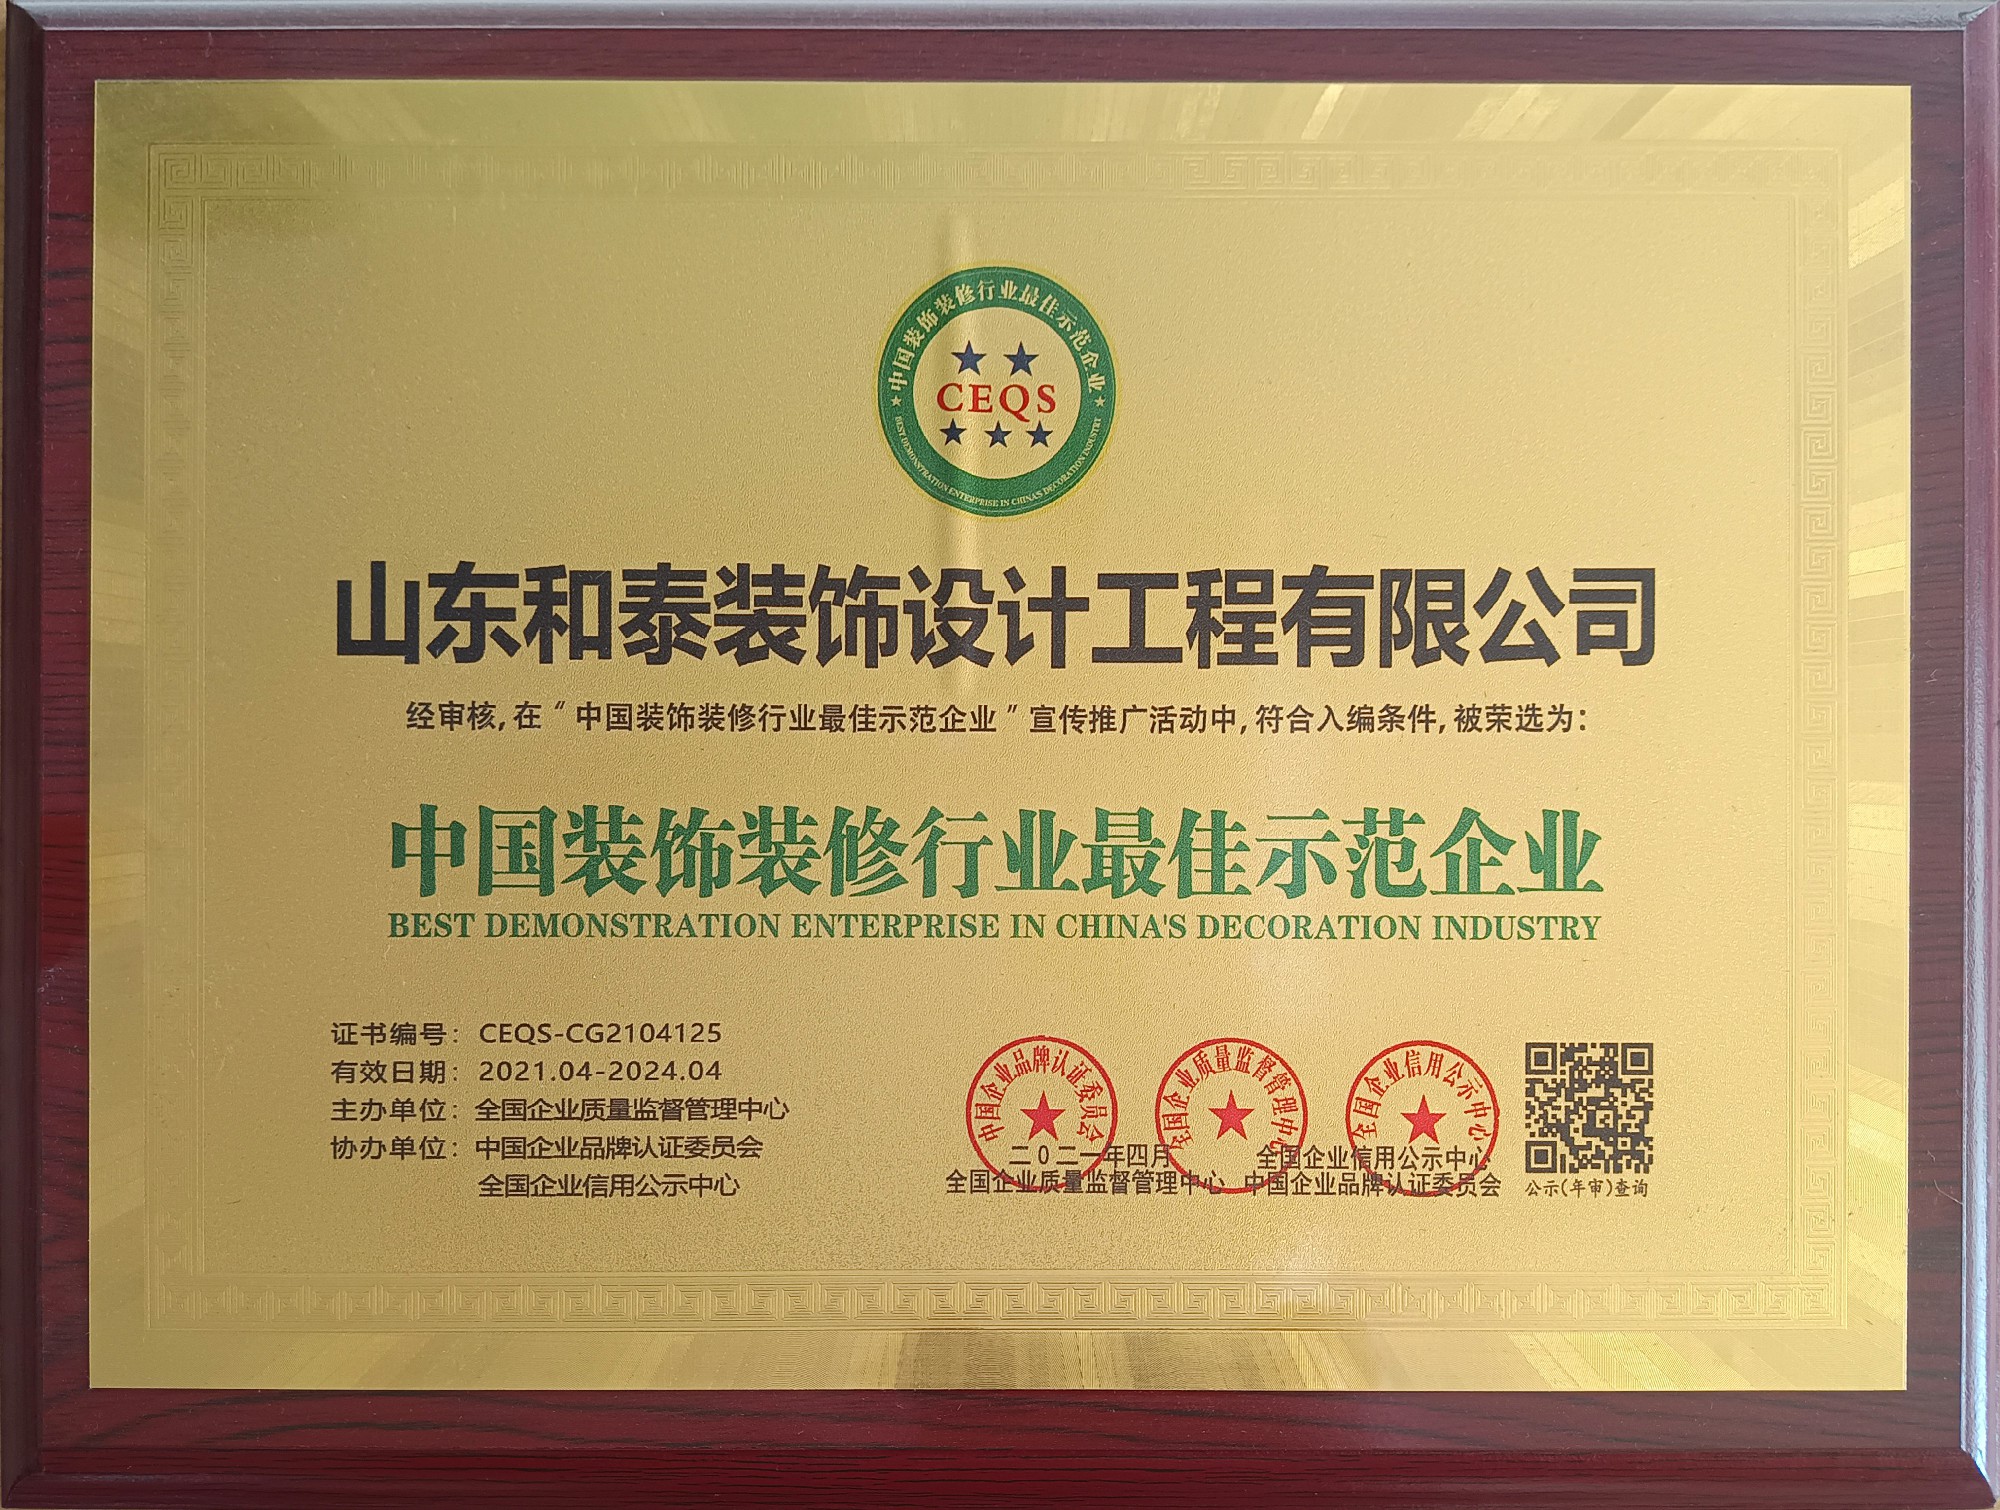 中国装饰装修行业最佳示范企业
CEQS
BEST DEMONSTRATION ENTERPRISE IN CHINA'S DECORATION INDUSTRY
山东和泰装饰设计工程有限公司
经审核,在"中国装饰装修行业最佳示范企业"宣传推广活动中,符合入编条件,被荣选为:
中国装饰装修行业最佳示范企业
BEST DEMONSTRATION ENTERPRISE IN CHINA'S DECORATION INDUSTRY
证书编号: CEQS-CG2104125
有效日期: 2021.04-2024.04
主办单位: 全国企业质量监督管理中心
协办单位: 中国企业品牌认证委员会
全国企业信用公示中心
中国企业品牌认证委员会
全国企业质量监督管理中心
全国企业信用公示中心
二0二一年四月
全国企业信用公示中心
全国企业质量监督管理中心
中国企业品牌认证委员会
公示(年审)查询